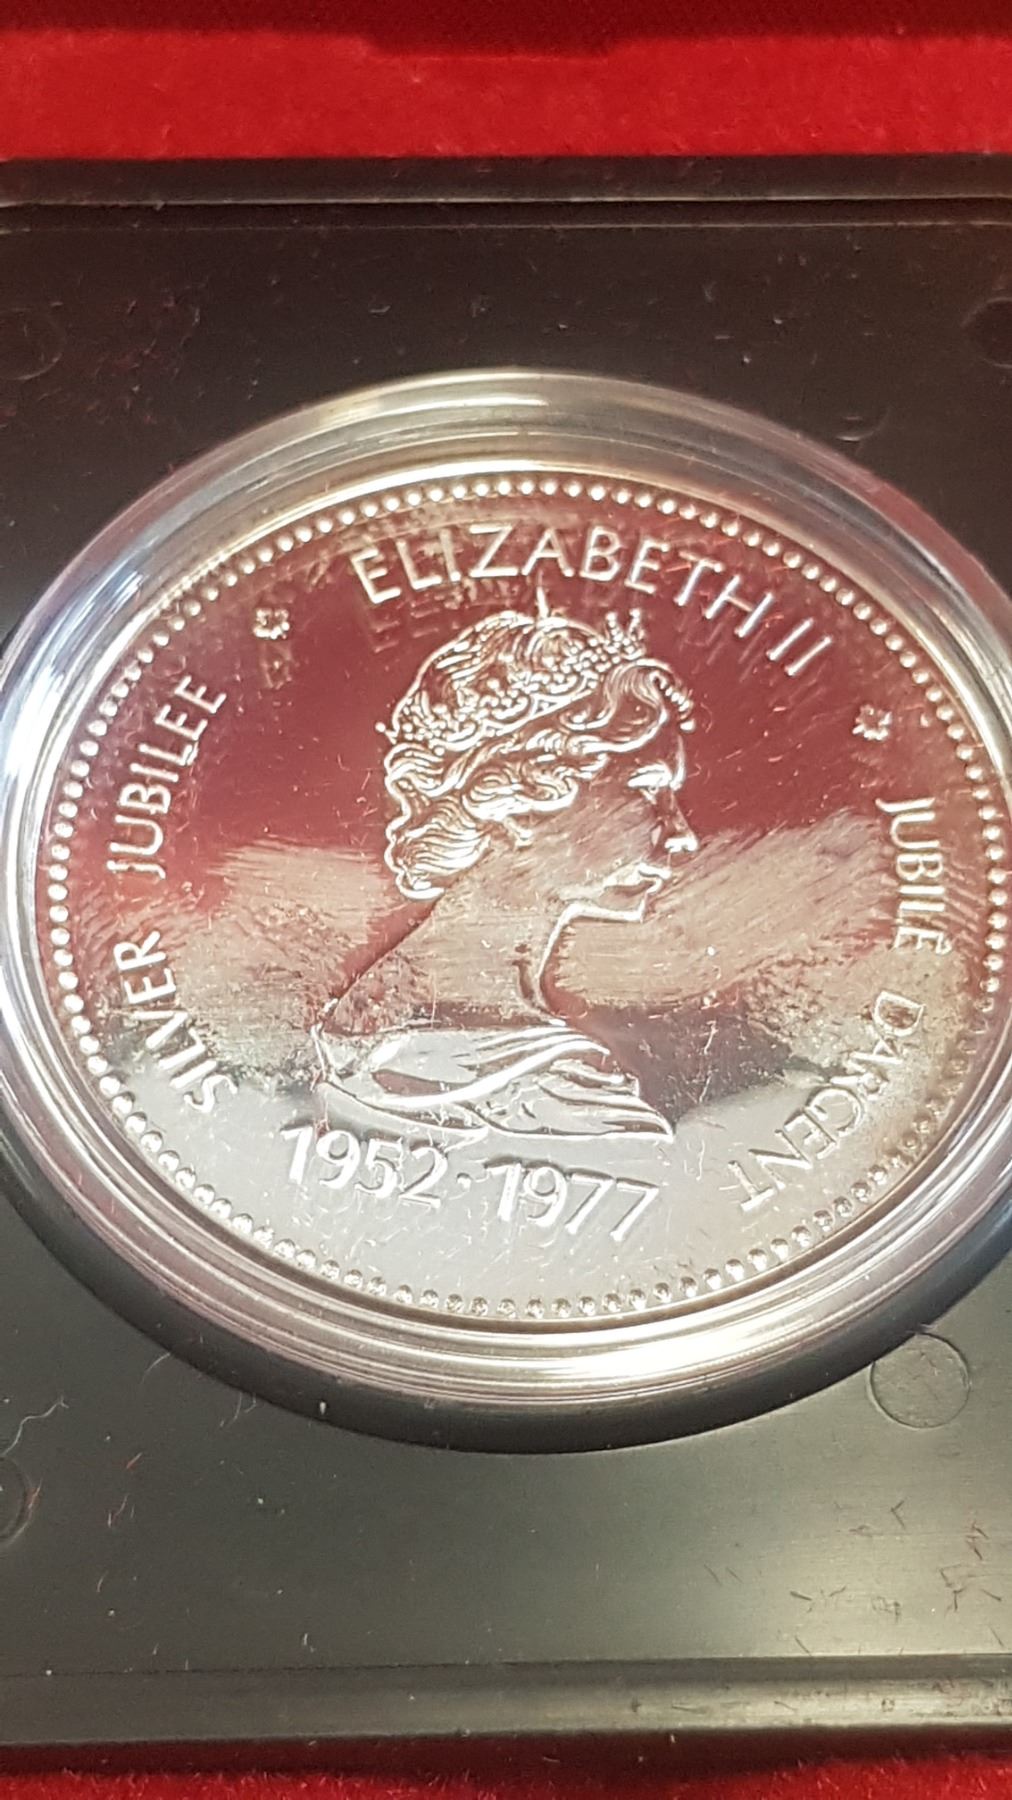 SILVER JUBILEE
ELIZABETH II
JUBILÉ D'ARGENT
1952·1977